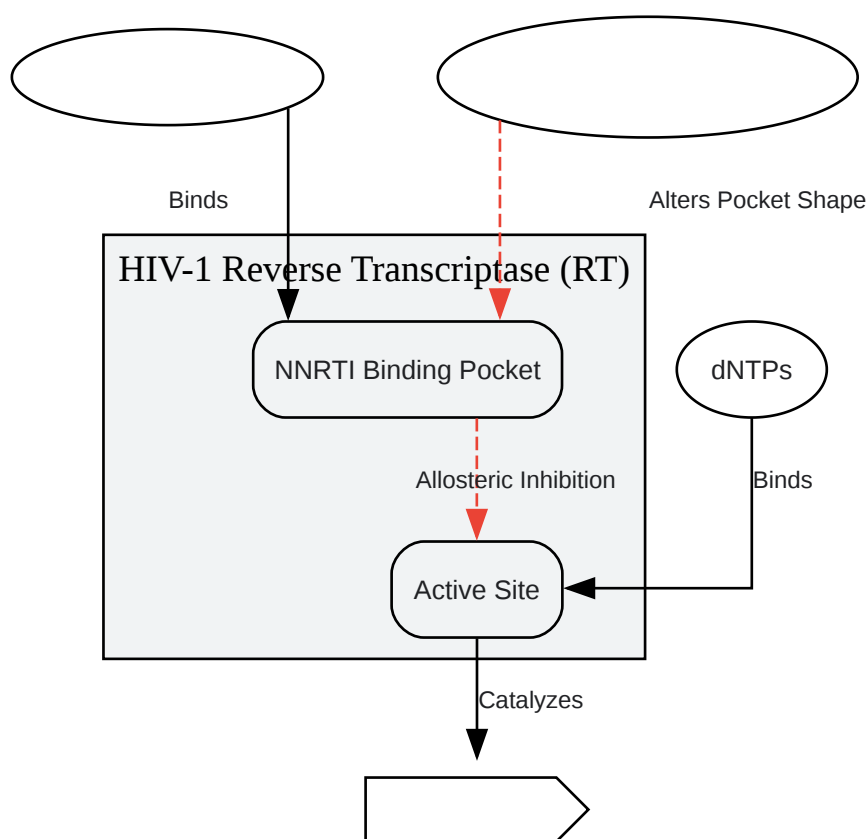 Binds
Alters Pocket Shape
HIV-1 Reverse Transcriptase (RT)
NNRTI Binding Pocket
dNTPs
Allosteric Inhibition
Binds
Active Site
Catalyzes